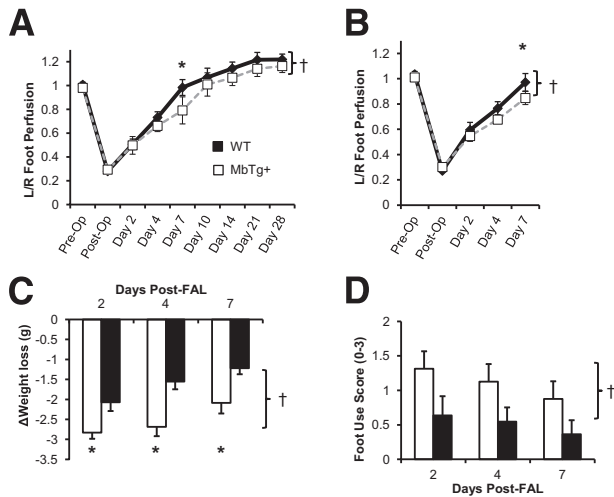 A
L/R Foot Perfusion
1.2
1
0.8
0.6
0.4
0.2
0
*
†
WT
MbTg+
Pre-Op
Post-Op
Day 2
Day 4
Day 7
Day 10
Day 14
Day 21
Day 28
B
L/R Foot Perfusion
1.2
1
0.8
0.6
0.4
0.2
0
*
†
Pre-Op
Post-Op
Day 2
Day 4
Day 7
C
Days Post-FAL
2 4 7
ΔWeight loss (g)
0
-0.5
-1
-1.5
-2
-2.5
-3
-3.5
* * *
†
D
Foot Use Score (0-3)
2
1.5
1
0.5
0
†
2 4 7
Days Post-FAL